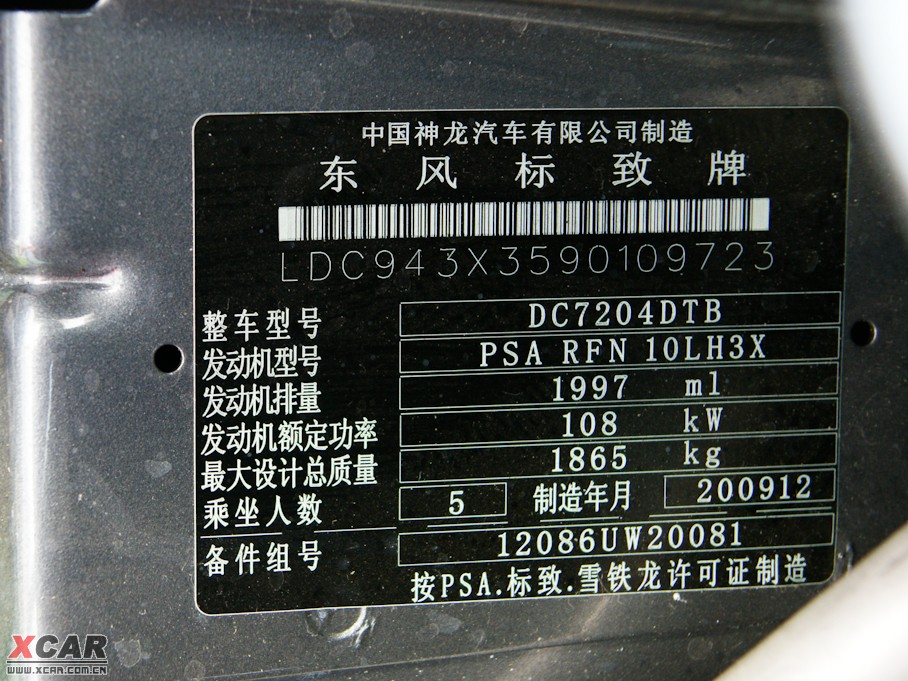 中国神龙汽车有限公司制造
东风标致牌
LDC943X3590109723
整车型号 DC7204DTB
发动机型号 PSA RFN 10LH3X
发动机排量 1997 ml
发动机额定功率 108 kW
最大设计总质量 1865 kg
乘坐人数 5 制造年月 200912
备件组号 12086UW20081
按PSA.标致.雪铁龙许可证制造
XCAR
WWW.XCAR.COM.CN